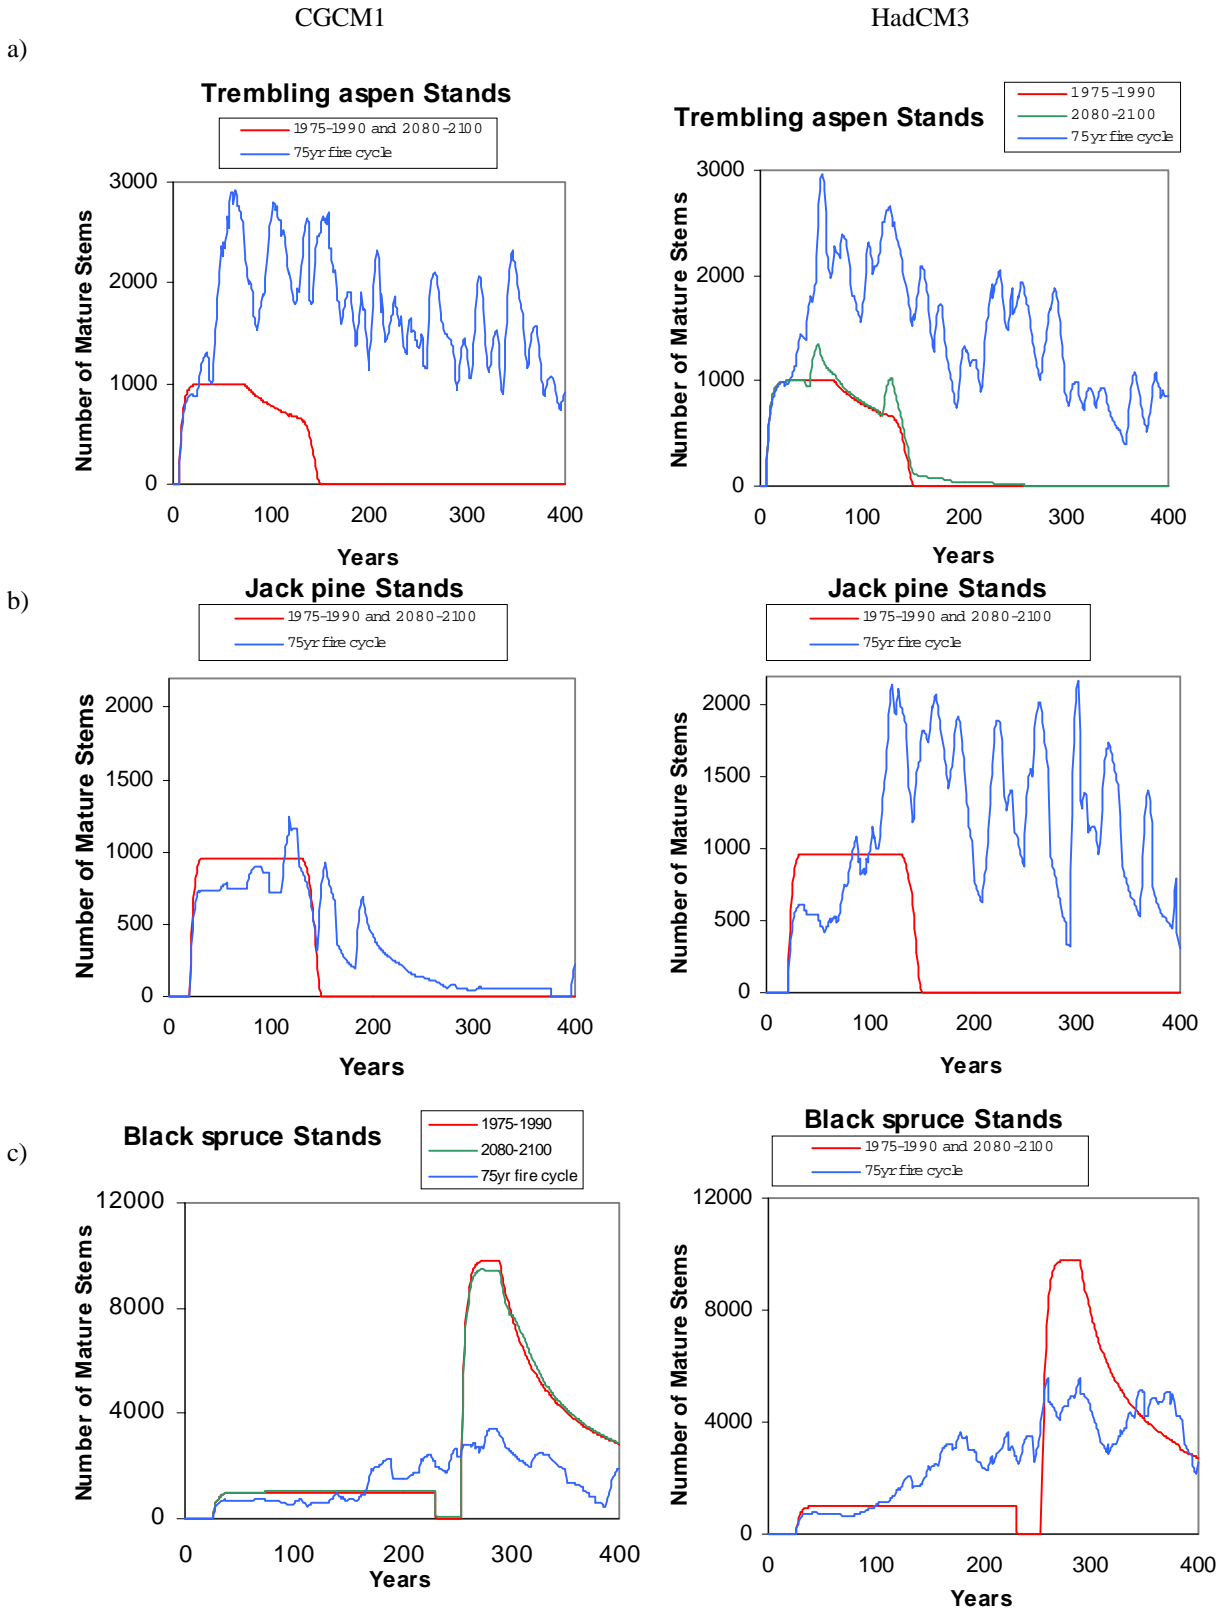 CGCM1
HadCM3
a)
Trembling aspen Stands
1975-1990 and 2080-2100
75yr fire cycle
Number of Mature Stems
3000
2000
1000
0
0 100 200 300 400
Years
Trembling aspen Stands
1975-1990
2080-2100
75yr fire cycle
Number of Mature Stems
3000
2000
1000
0
0 100 200 300 400
Years
b)
Jack pine Stands
1975-1990 and 2080-2100
75yr fire cycle
Number of Mature Stems
2000
1500
1000
500
0
0 100 200 300 400
Years
Jack pine Stands
1975-1990 and 2080-2100
75yr fire cycle
Number of Mature Stems
2000
1500
1000
500
0
0 100 200 300 400
Years
c)
Black spruce Stands
1975-1990
2080-2100
75yr fire cycle
Number of Mature Stems
12000
8000
4000
0
0 100 200 300 400
Years
Black spruce Stands
1975-1990 and 2080-2100
75yr fire cycle
Number of Mature Stems
12000
8000
4000
0
0 100 200 300 400
Years